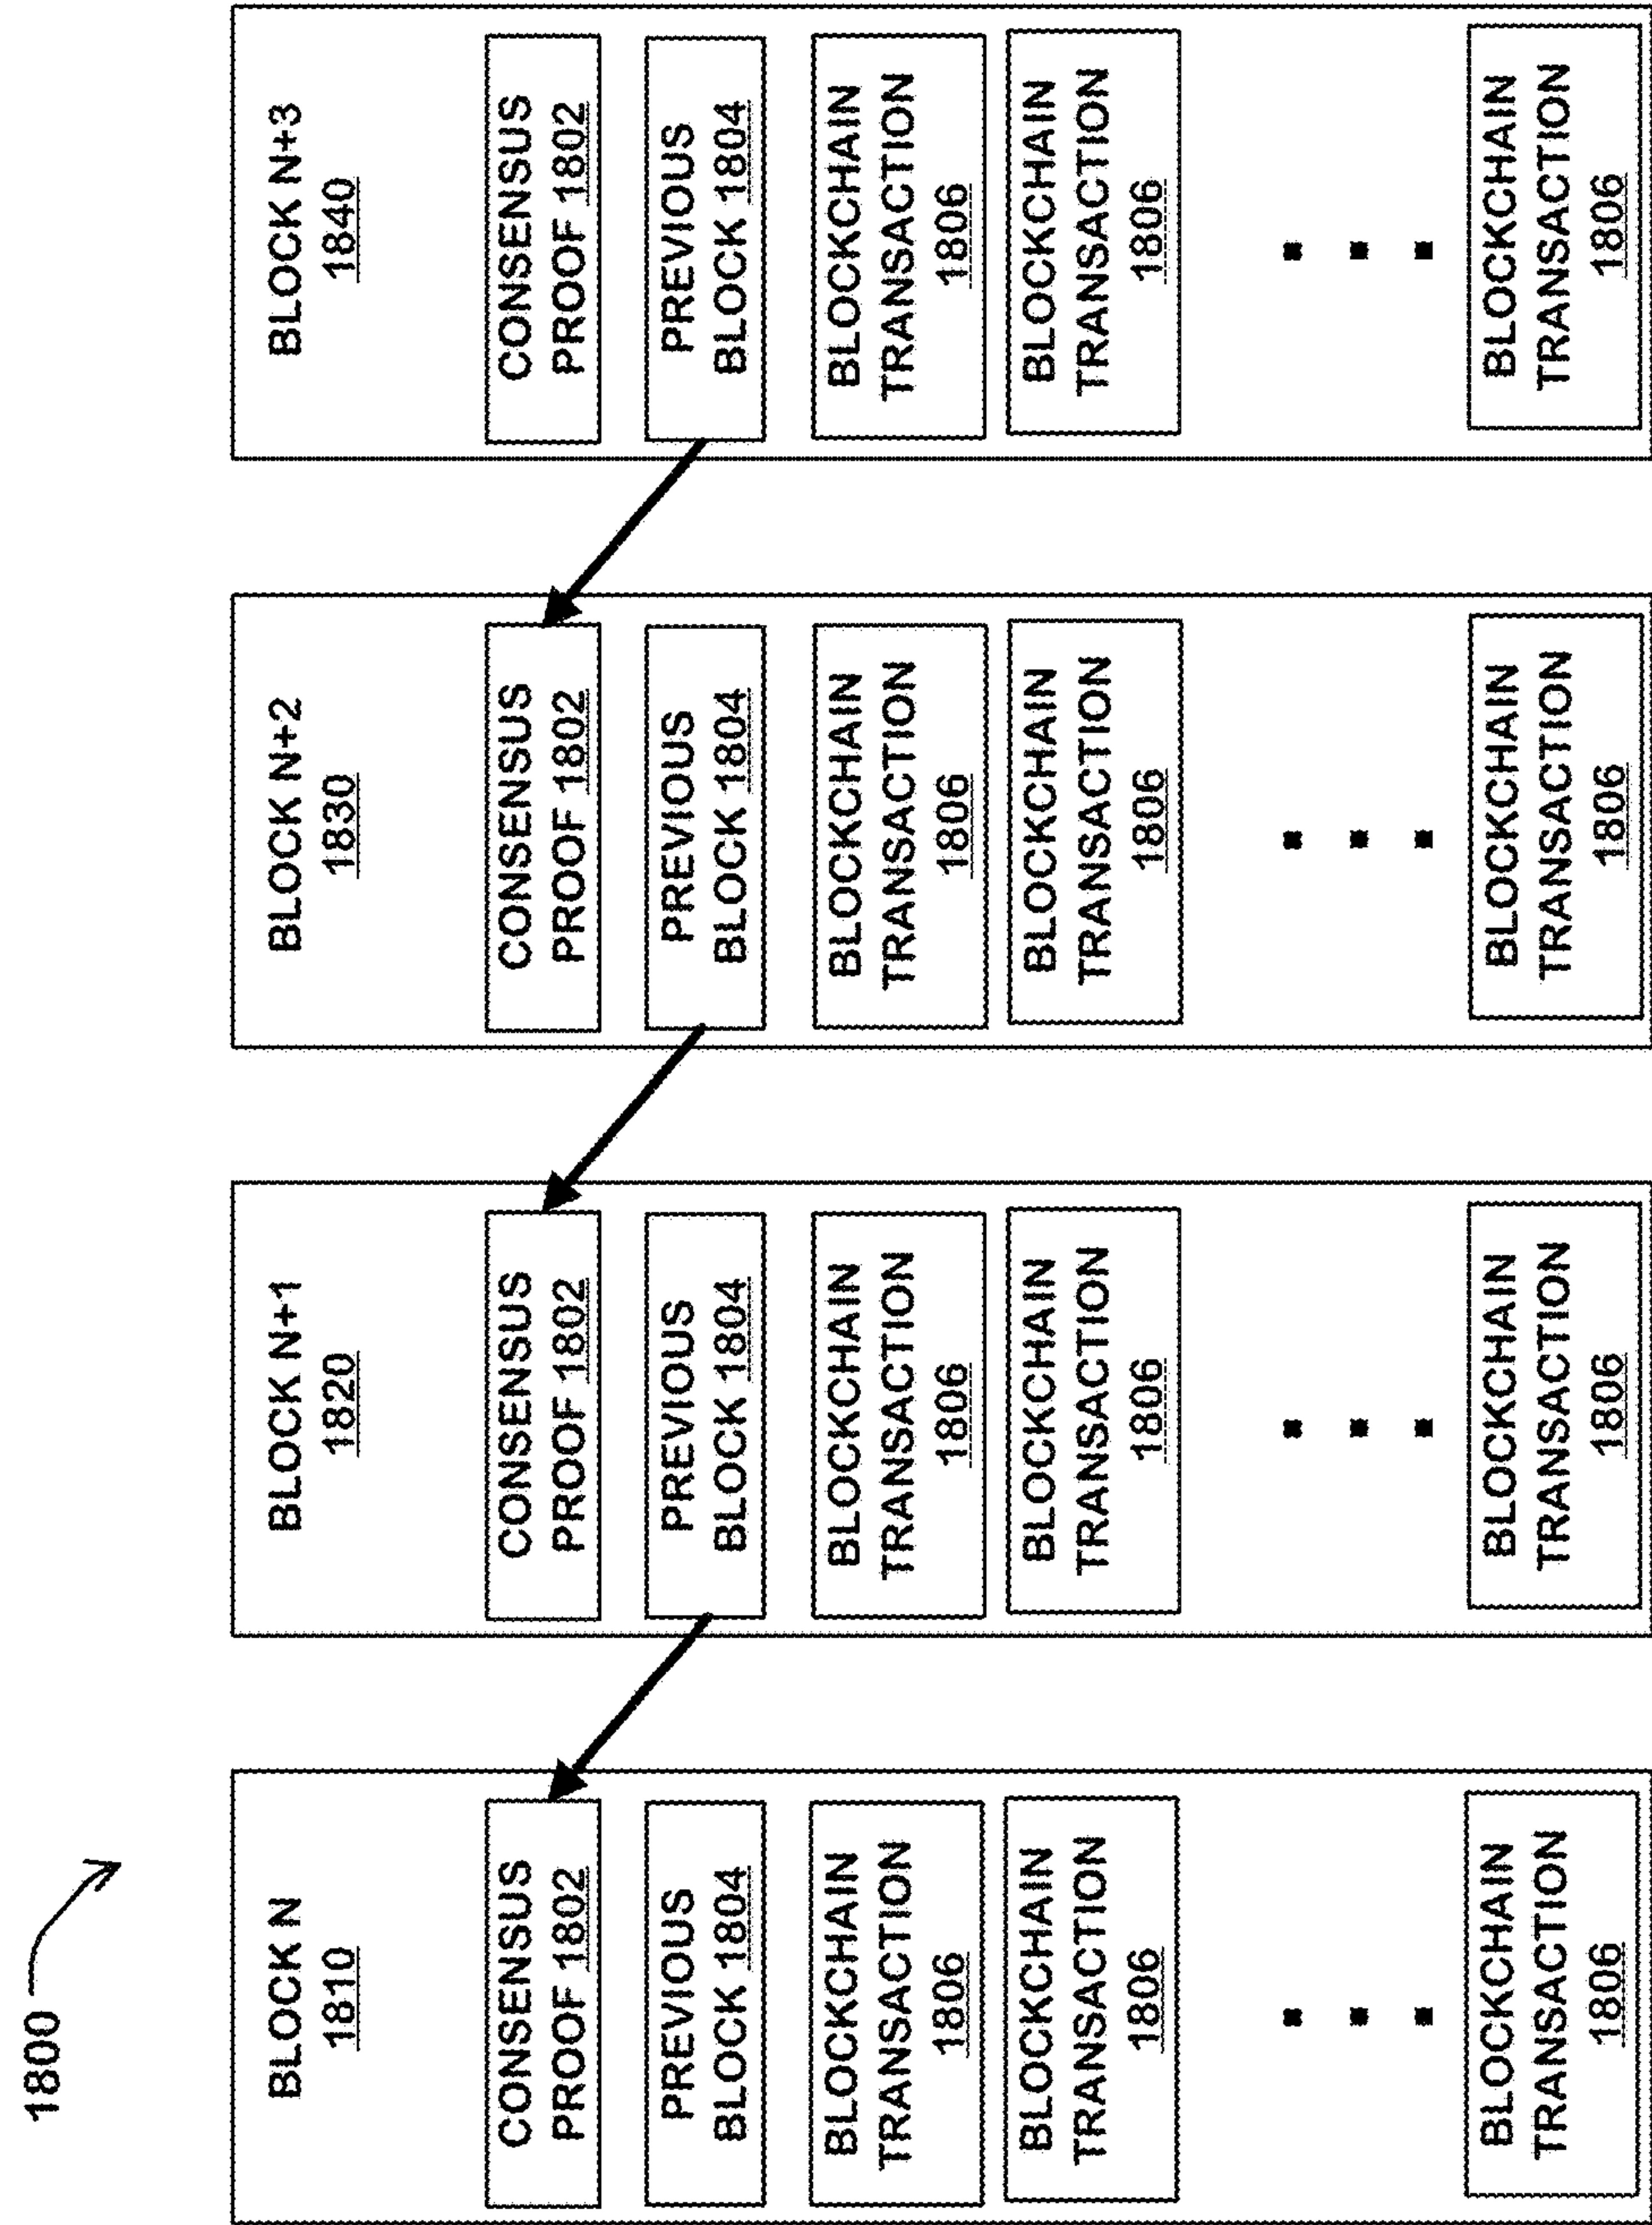 1800
BLOCK N
1810
CONSENSUS
PROOF 1802
PREVIOUS
BLOCK 1804
BLOCKCHAIN
TRANSACTION
1806
BLOCKCHAIN
TRANSACTION
1806
BLOCKCHAIN
TRANSACTION
1806
BLOCK N+1
1820
CONSENSUS
PROOF 1802
PREVIOUS
BLOCK 1804
BLOCKCHAIN
TRANSACTION
1806
BLOCKCHAIN
TRANSACTION
1806
BLOCKCHAIN
TRANSACTION
1806
BLOCK N+2
1830
CONSENSUS
PROOF 1802
PREVIOUS
BLOCK 1804
BLOCKCHAIN
TRANSACTION
1806
BLOCKCHAIN
TRANSACTION
1806
BLOCKCHAIN
TRANSACTION
1806
BLOCK N+3
1840
CONSENSUS
PROOF 1802
PREVIOUS
BLOCK 1804
BLOCKCHAIN
TRANSACTION
1806
BLOCKCHAIN
TRANSACTION
1806
BLOCKCHAIN
TRANSACTION
1806